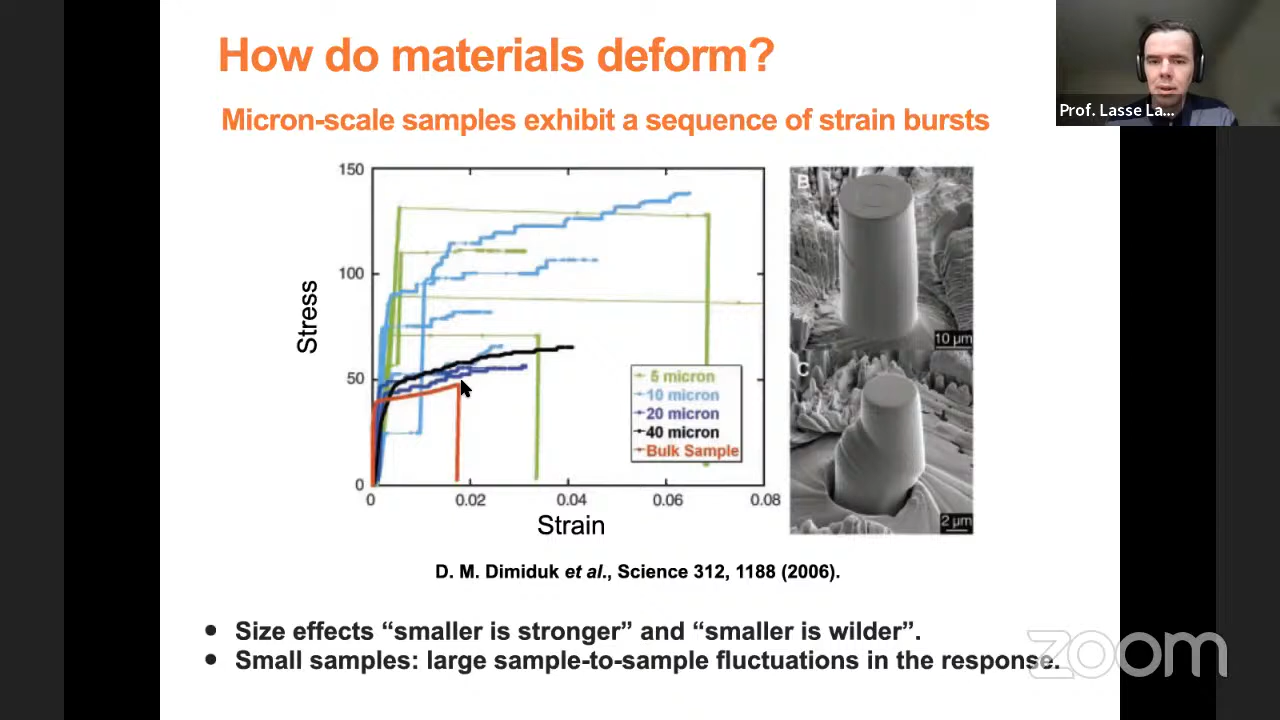 How do materials deform?
Prof. Lasse La...
Micron-scale samples exhibit a sequence of strain bursts
150
100
50
0
Stress
0
0.02
0.04
0.06
0.08
Strain
5 micron
10 micron
20 micron
40 micron
Bulk Sample
B
10 µm
C
2 µm
D. M. Dimiduk et al., Science 312, 1188 (2006).
• Size effects “smaller is stronger” and “smaller is wilder”.
• Small samples: large sample-to-sample fluctuations in the response.
zoom